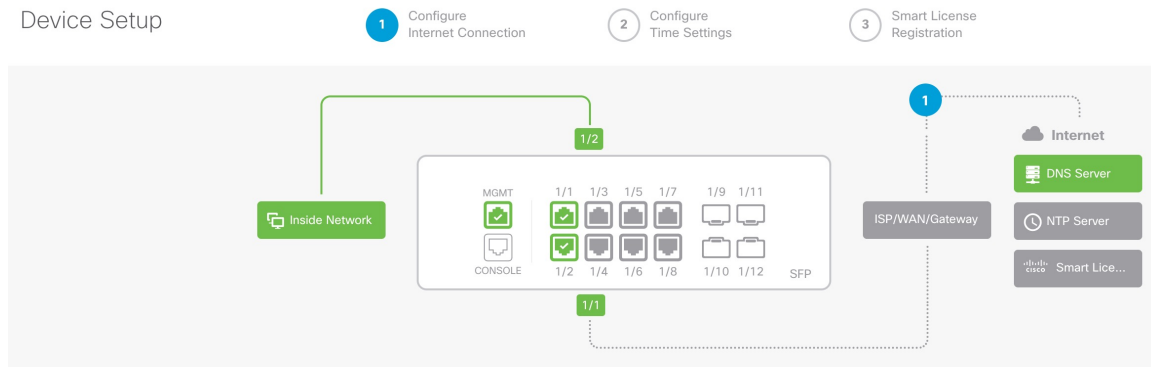 Device Setup
1
Configure
Internet Connection
2
Configure
Time Settings
3
Smart License
Registration
1
1/2
Internet
DNS Server
MGMT
1/1 1/3 1/5 1/7 1/9 1/11
Inside Network
ISP/WAN/Gateway
NTP Server
CONSOLE
1/2 1/4 1/6 1/8 1/10 1/12
SFP
CISCO
Smart Lice...
1/1